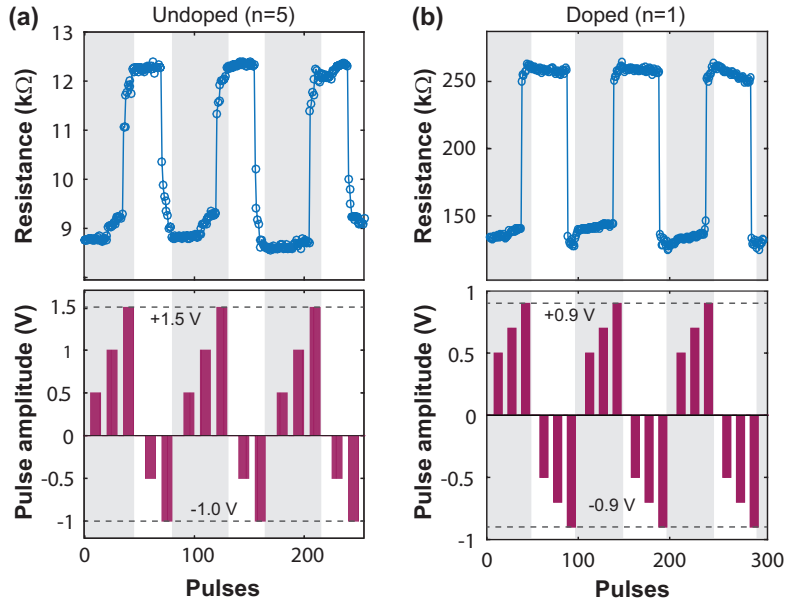 (a) Undoped (n=5)
Resistance (kΩ)
13
12
11
10
9
8
Pulse amplitude (V)
1.5
1
0.5
0
-0.5
-1
+1.5 V
-1.0 V
0 100 200
Pulses
(b) Doped (n=1)
Resistance (kΩ)
250
200
150
100
Pulse amplitude (V)
1
0.5
0
-0.5
-1
+0.9 V
-0.9 V
0 100 200 300
Pulses